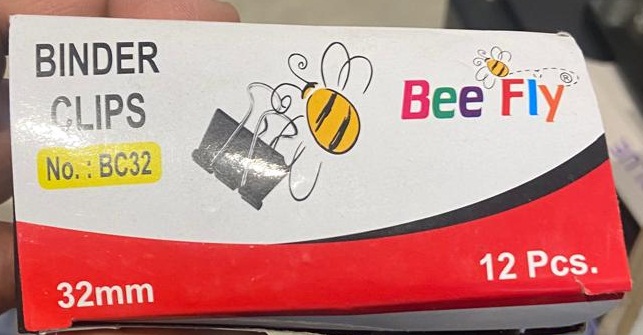 BINDER
CLIPS
No. : BC32
Bee Fly ®
32mm
12 Pcs.